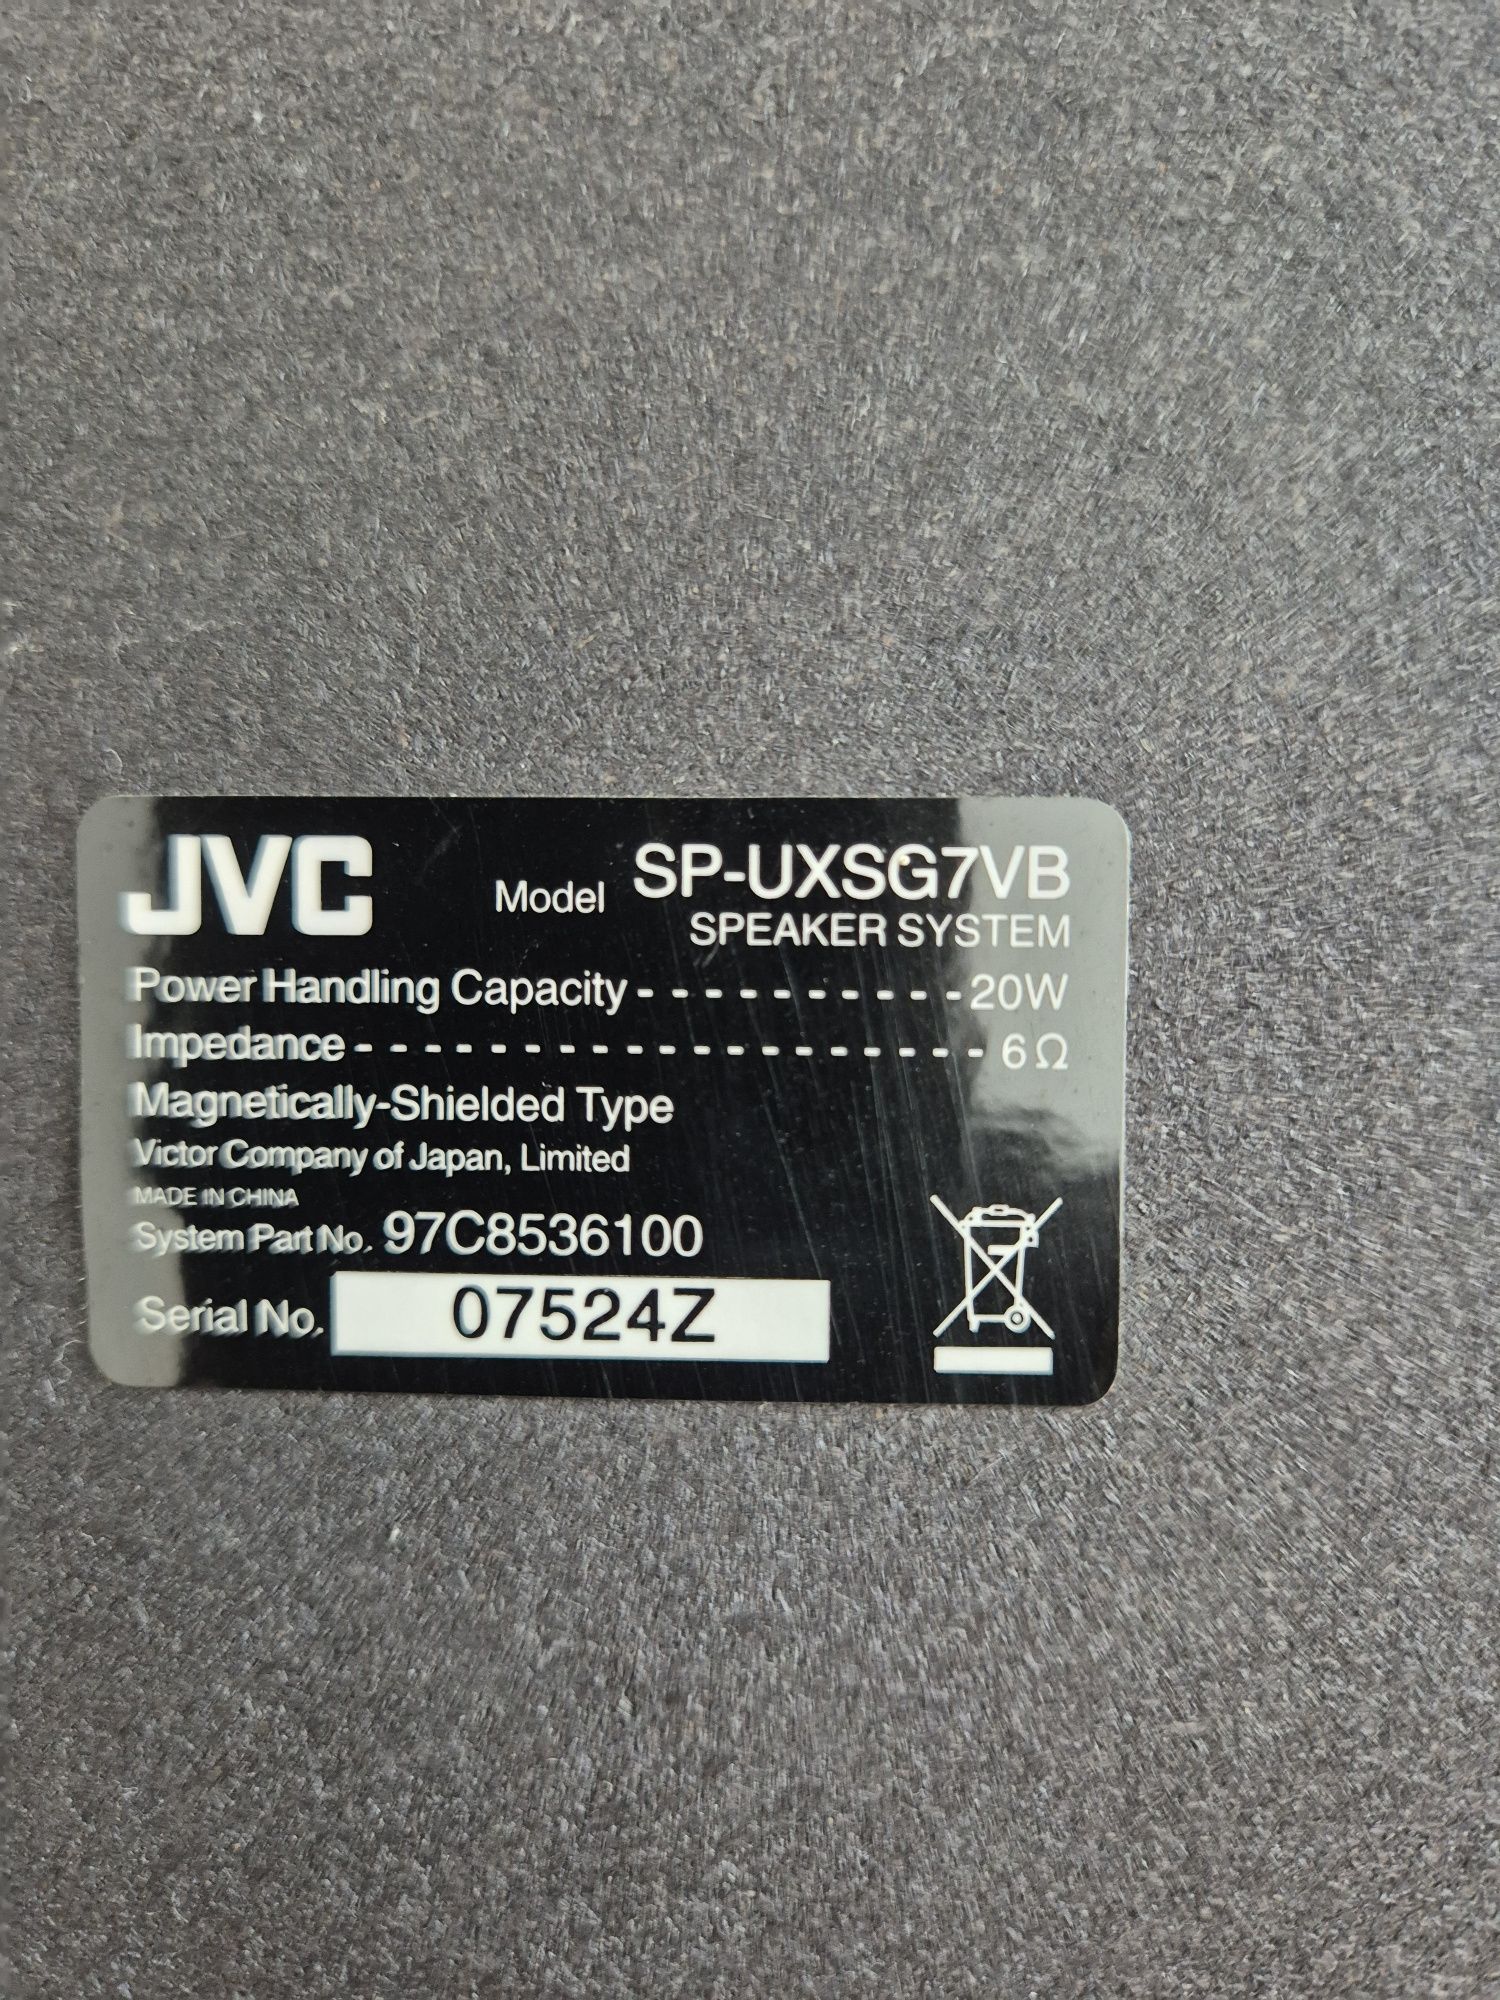 JVC Model SP-UXSG7VB
SPEAKER SYSTEM
Power Handling Capacity - - - - - - - - - - 20W
Impedance - - - - - - - - - - - - - - - - - - - 6 Ω
Magnetically-Shielded Type
Victor Company of Japan, Limited
MADE IN CHINA
System Part No. 97C8536100
Serial No. 07524Z